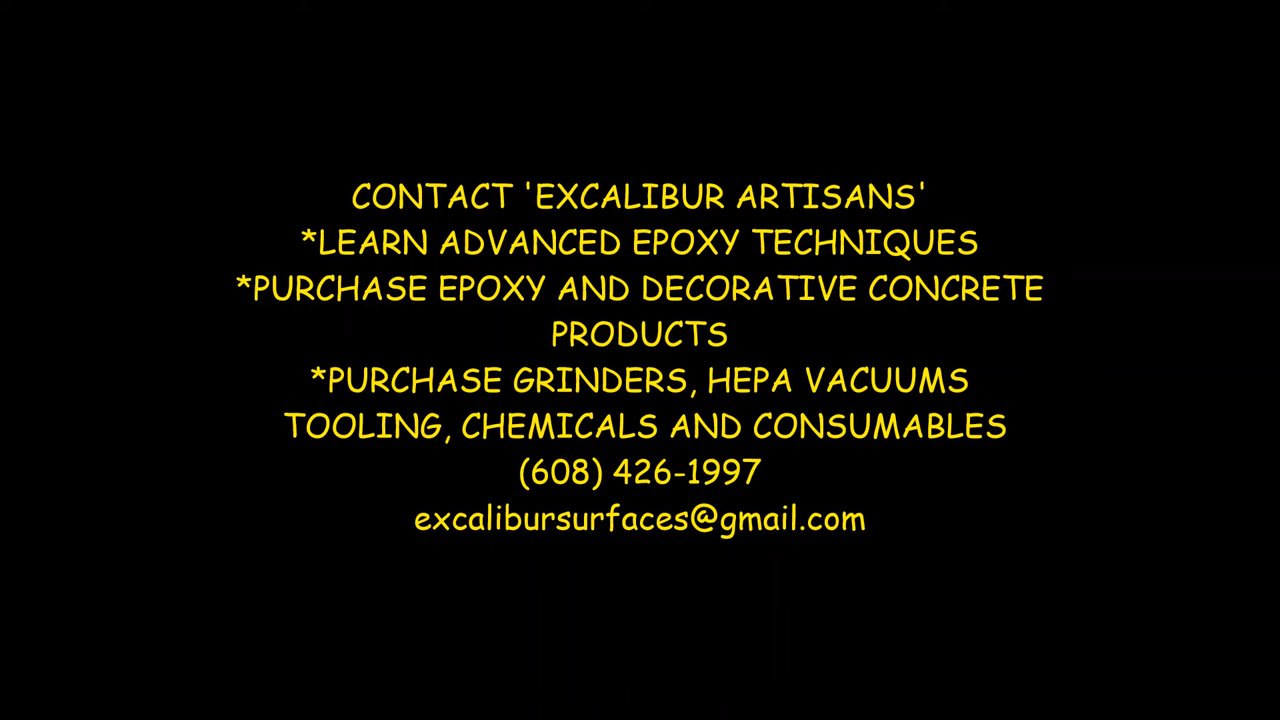 CONTACT 'EXCALIBUR ARTISANS'
*LEARN ADVANCED EPOXY TECHNIQUES
*PURCHASE EPOXY AND DECORATIVE CONCRETE
PRODUCTS
*PURCHASE GRINDERS, HEPA VACUUMS
TOOLING, CHEMICALS AND CONSUMABLES
(608) 426-1997
excalibursurfaces@gmail.com